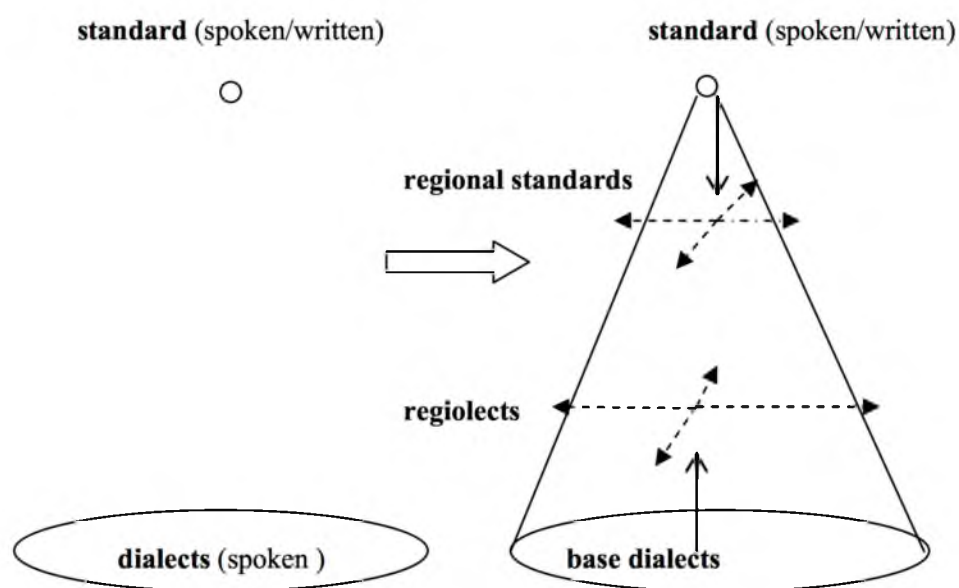 standard (spoken/written)
standard (spoken/written)
regional standards
regiolects
dialects (spoken )
base dialects